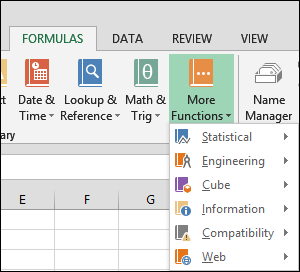 FORMULAS DATA REVIEW VIEW
Date & Lookup & Math & More Name
Time Reference Trig Functions Manager
Statistical
Engineering
Cube
Information
Compatibility
Web
E F G